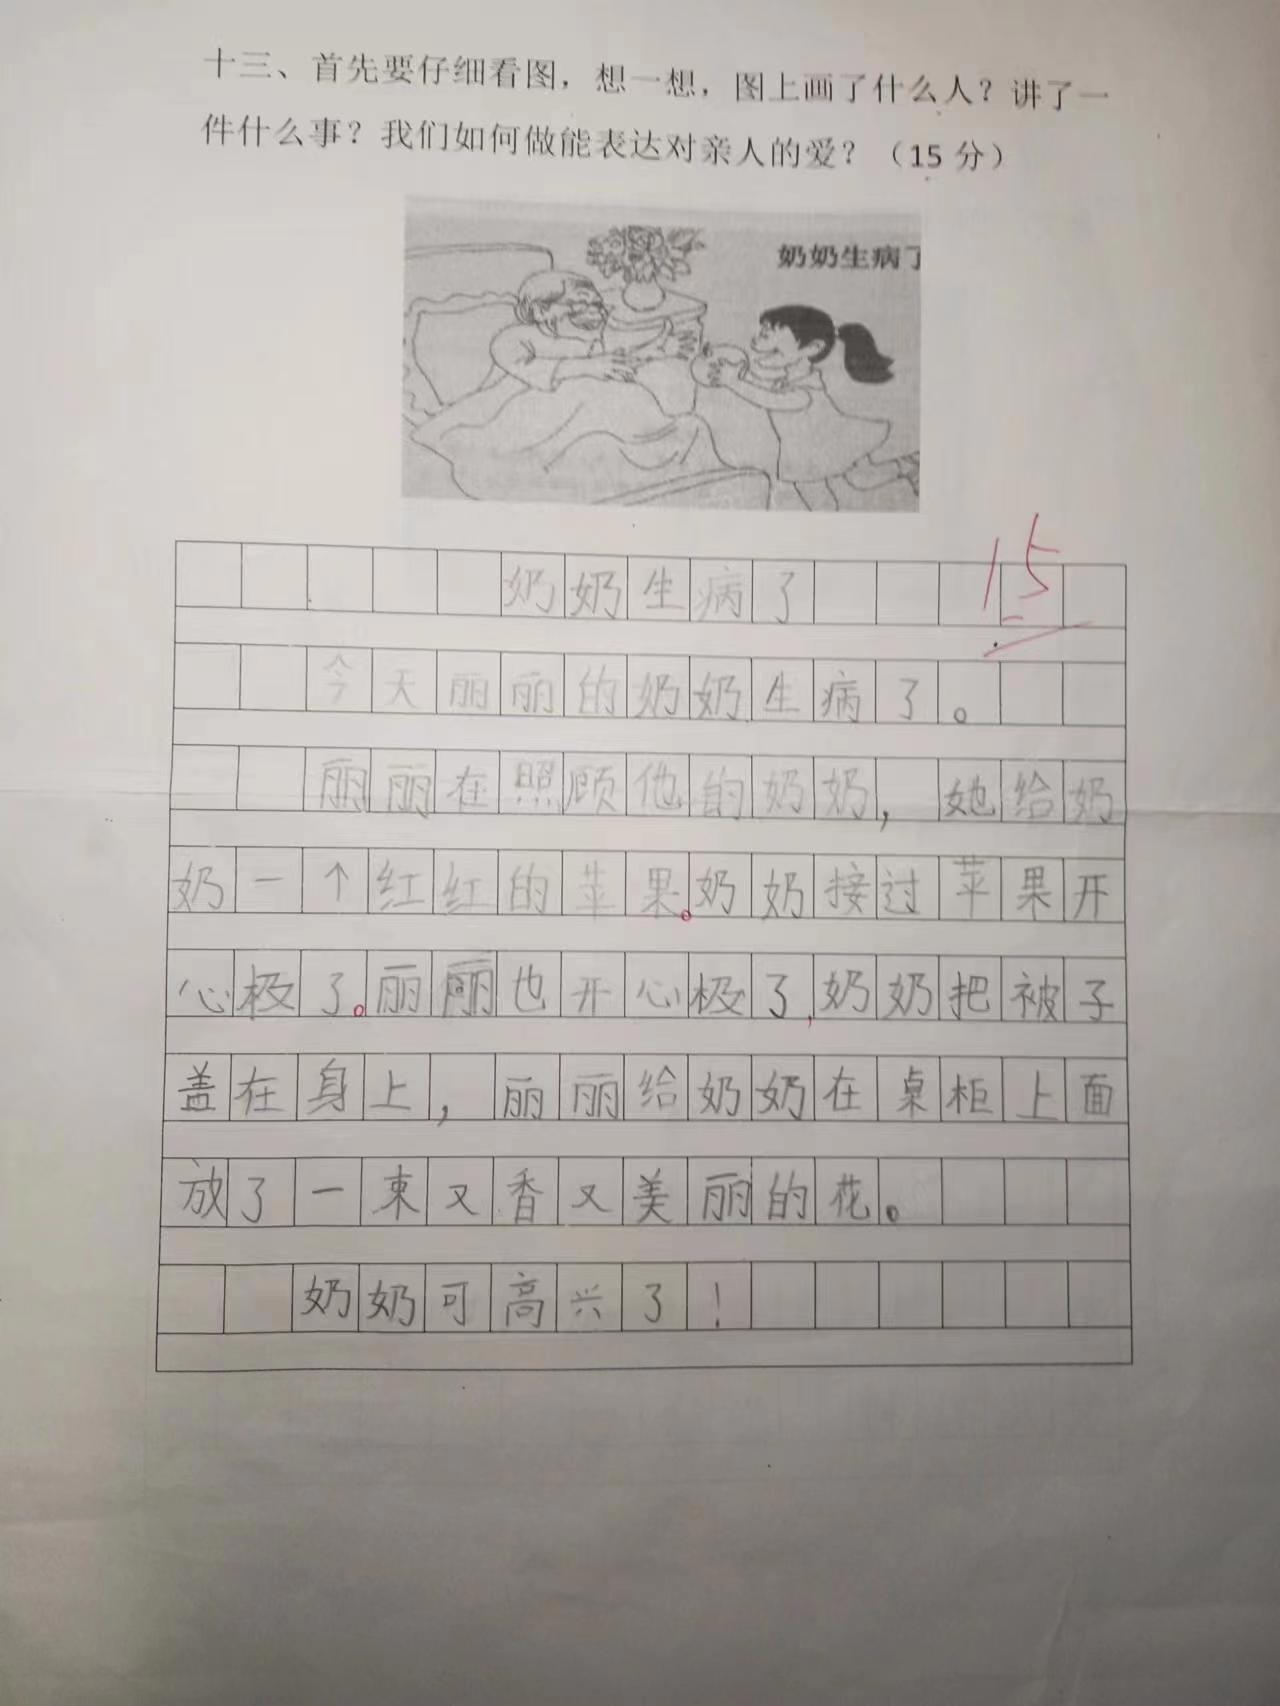 十三、首先要仔细看图，想一想，图上画了什么人？讲了一
件什么事？我们如何做能表达对亲人的爱？（15 分）
奶奶生病了
15
奶奶生病了
今天丽丽的奶奶生病了。
丽丽在照顾他的奶奶，她给奶
奶一个红红的苹果。奶奶接过苹果开
心极了。丽丽也开心极了，奶奶把被子
盖在身上，丽丽给奶奶在桌柜上面
放了一束又香又美丽的花。
奶奶可高兴了！